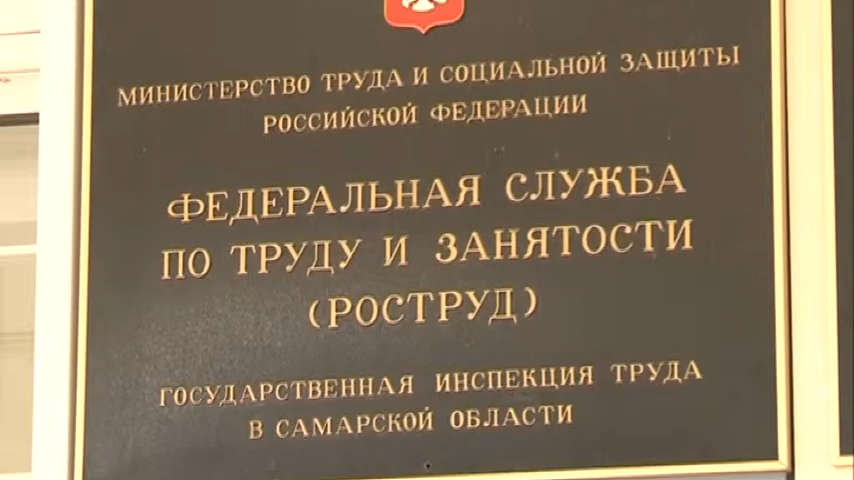 МИНИСТЕРСТВО ТРУДА И СОЦИАЛЬНОЙ ЗАЩИТЫ
РОССИЙСКОЙ ФЕДЕРАЦИИ
ФЕДЕРАЛЬНАЯ СЛУЖБА
ПО ТРУДУ И ЗАНЯТОСТИ
(РОСТРУД)
ГОСУДАРСТВЕННАЯ ИНСПЕКЦИЯ ТРУДА
В САМАРСКОЙ ОБЛАСТИ